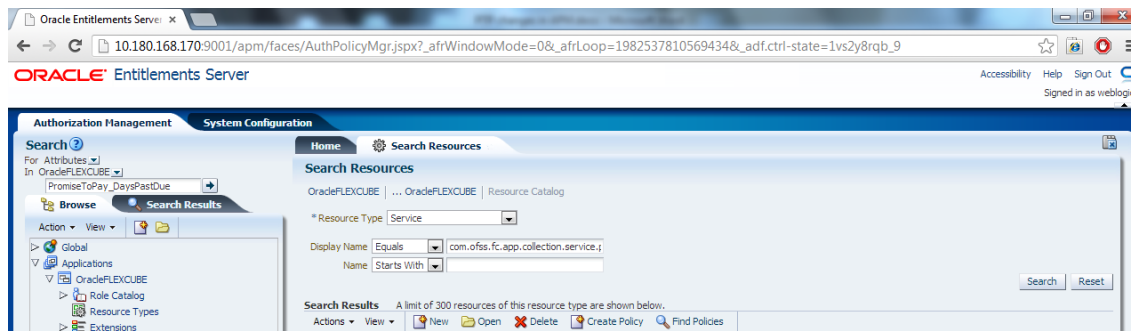 Oracle Entitlements Server ×
10.180.168.170:9001/apm/faces/AuthPolicyMgr.jspx?_afrWindowMode=0&_afrLoop=1982537810569434&_adf.ctrl-state=1vs2y8rqb_9
ORACLE Entitlements Server
Accessibility Help Sign Out
Signed in as weblogic
Authorization Management System Configuration
Search
For Attributes
In OracleFLEXCUBE
PromiseToPay_DaysPastDue
Browse Search Results
Action View
Global
Applications
OracleFLEXCUBE
Role Catalog
Resource Types
Extensions
Home Search Resources
Search Resources
OracleFLEXCUBE | ... OracleFLEXCUBE | Resource Catalog
* Resource Type Service
Display Name Equals com.ofss.fc.app.collection.service.p
Name Starts With
Search Reset
Search Results A limit of 300 resources of this resource type are shown below.
Actions View New Open Delete Create Policy Find Policies